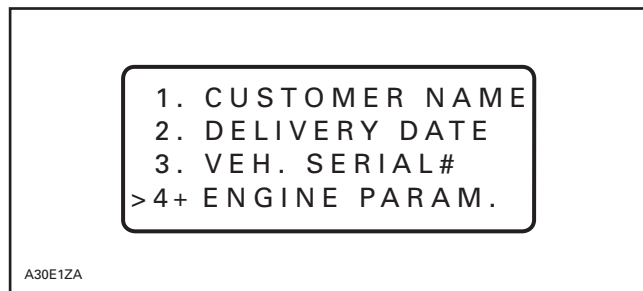 1. CUSTOMER NAME
2. DELIVERY DATE
3. VEH. SERIAL#
>4+ ENGINE PARAM.
A30E1ZA